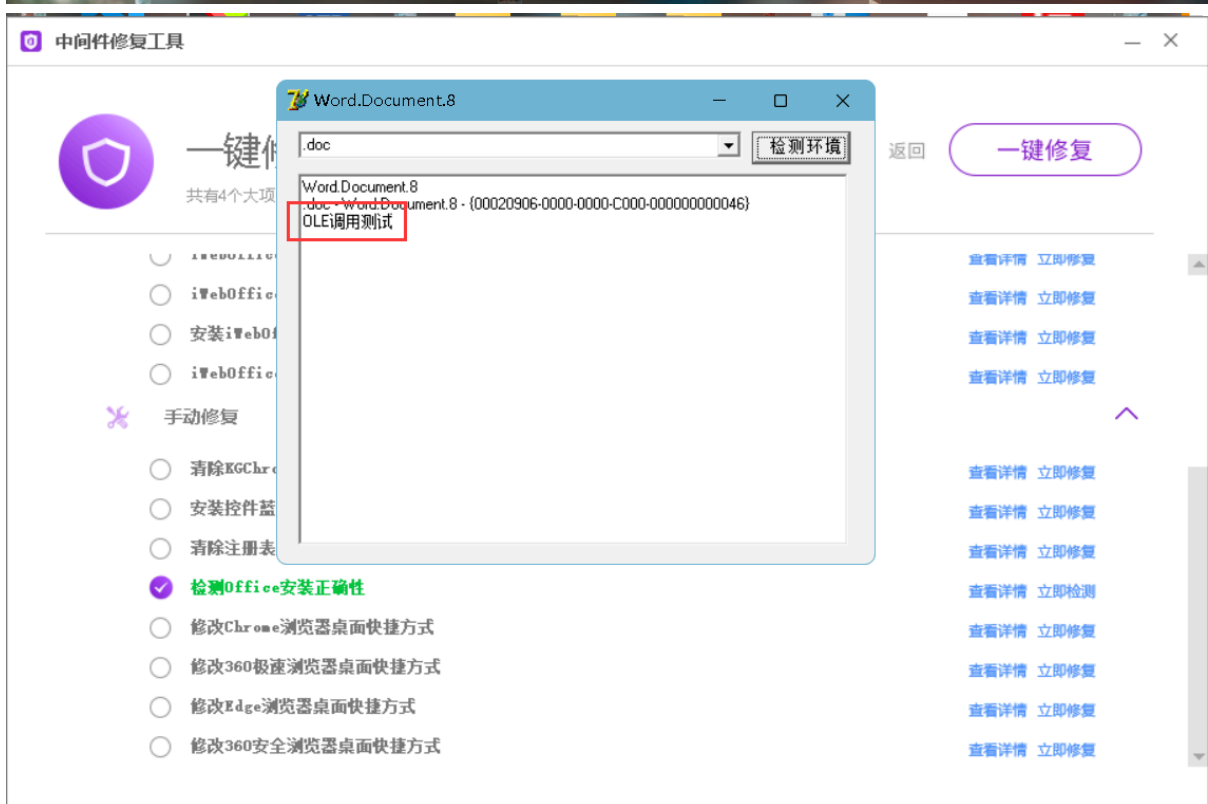 中间件修复工具
Word.Document.8
.doc
检测环境
一键修
返回
一键修复
共有4个大项
Word.Document.8
.doc - Word.Document.8 - {00020906-0000-0000-C000-000000000046}
OLE调用测试
iWebOffice
查看详情 立即修复
iWebOffice
查看详情 立即修复
安装iWebOf
查看详情 立即修复
iWebOffice
查看详情 立即修复
手动修复
清除KGChro
查看详情 立即修复
安装控件蓝
查看详情 立即修复
清除注册表
查看详情 立即修复
检测Office安装正确性
查看详情 立即检测
修改Chrome浏览器桌面快捷方式
查看详情 立即修复
修改360极速浏览器桌面快捷方式
查看详情 立即修复
修改Edge浏览器桌面快捷方式
查看详情 立即修复
修改360安全浏览器桌面快捷方式
查看详情 立即修复